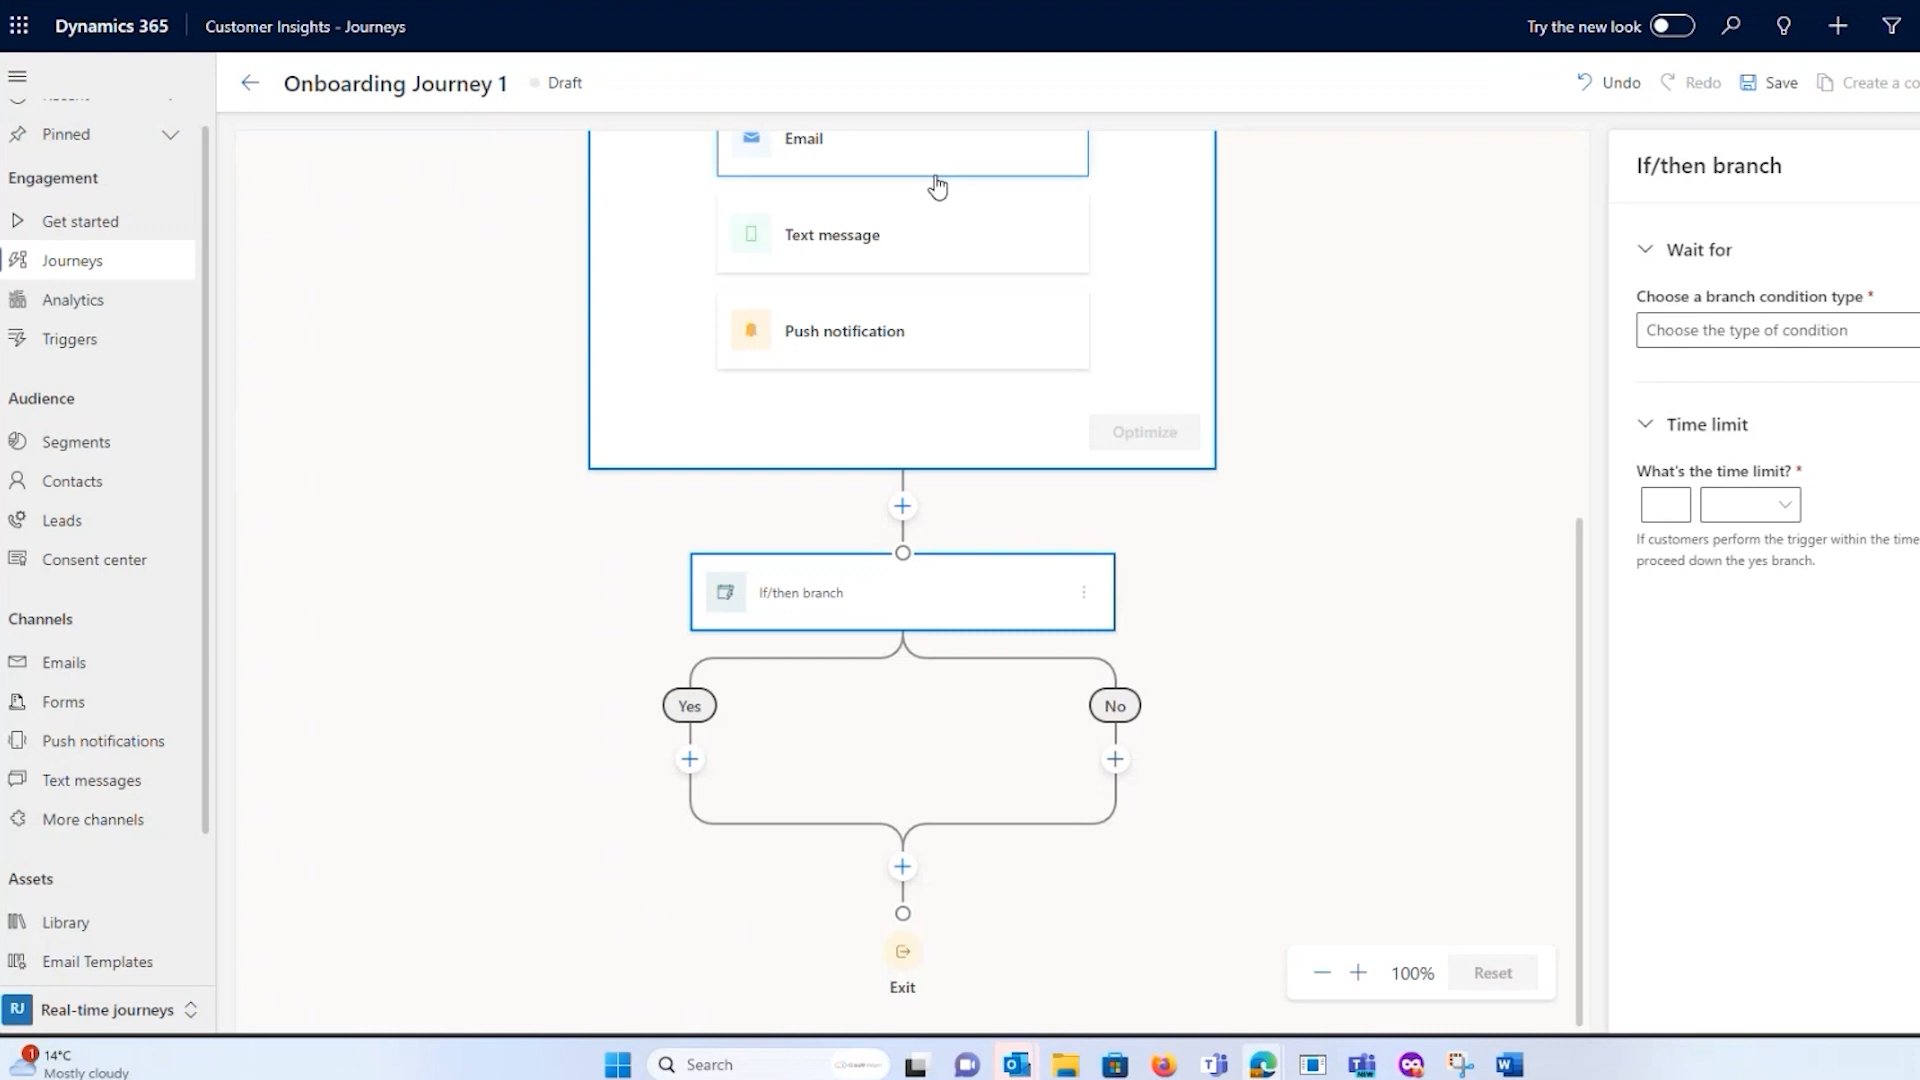 Dynamics 365
Customer Insights - Journeys
Try the new look
Onboarding Journey 1
Draft
Undo
Redo
Save
Create a co
Pinned
Engagement
Get started
Journeys
Analytics
Triggers
Audience
Segments
Contacts
Leads
Consent center
Channels
Emails
Forms
Push notifications
Text messages
More channels
Assets
Library
Email Templates
RJ
Real-time journeys
Email
Text message
Push notification
Optimize
If/then branch
Yes
No
Exit
100%
Reset
If/then branch
Wait for
Choose a branch condition type *
Choose the type of condition
Time limit
What's the time limit? *
If customers perform the trigger within the time
proceed down the yes branch.
1
14°C
Mostly cloudy
Search
NEW